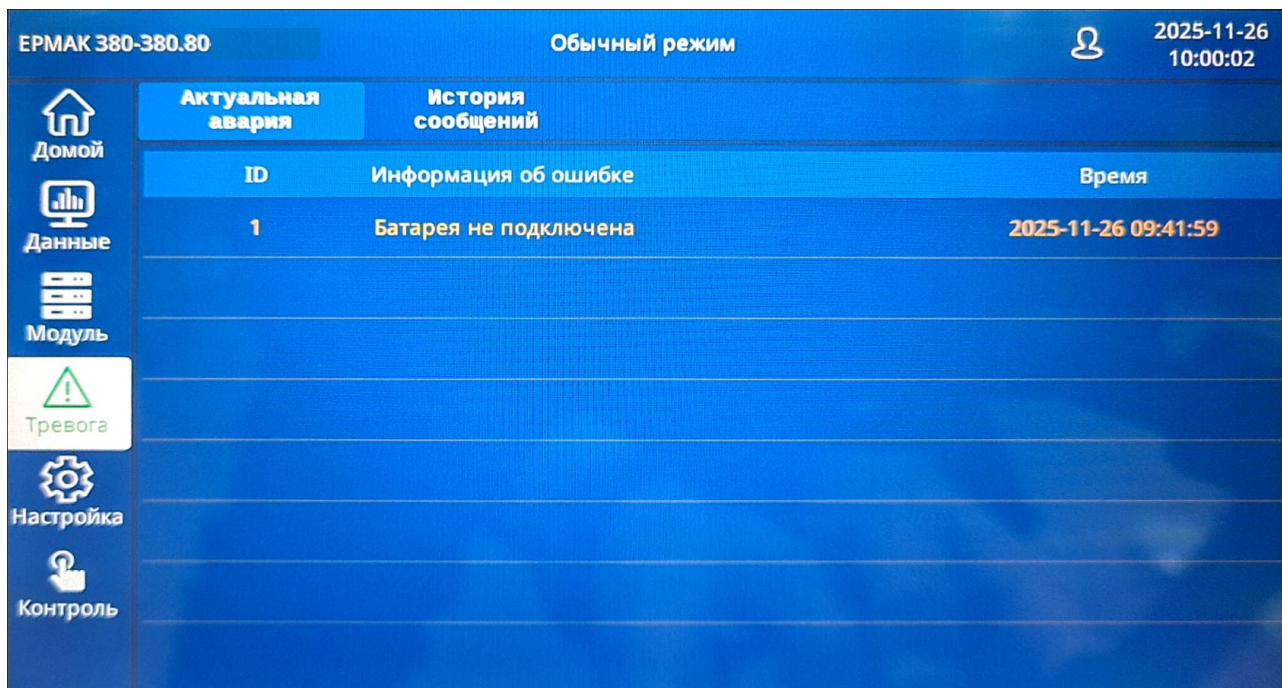 ЕРМАК 380-380.80
Обычный режим
2025-11-26
10:00:02
Домой
Данные
Модуль
Тревога
Настройка
Контроль
Актуальная
авария
История
сообщений
ID
Информация об ошибке
Время
1
Батарея не подключена
2025-11-26 09:41:59